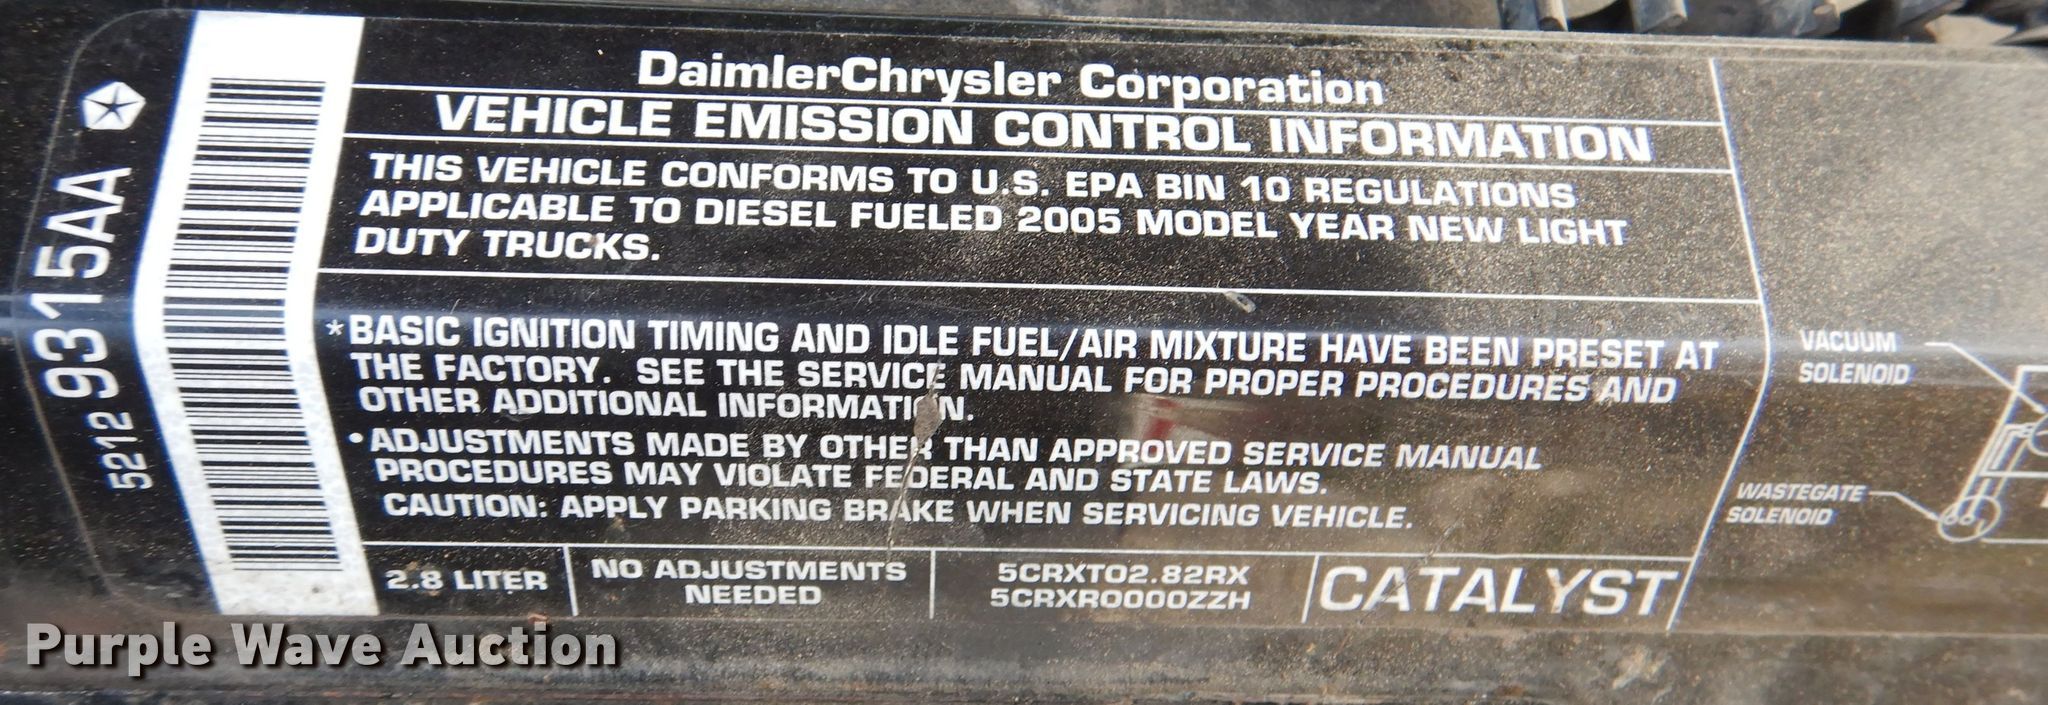 52129315AA
DaimlerChrysler Corporation
VEHICLE EMISSION CONTROL INFORMATION
THIS VEHICLE CONFORMS TO U.S. EPA BIN 10 REGULATIONS
APPLICABLE TO DIESEL FUELED 2005 MODEL YEAR NEW LIGHT
DUTY TRUCKS.
*BASIC IGNITION TIMING AND IDLE FUEL/AIR MIXTURE HAVE BEEN PRESET AT
THE FACTORY. SEE THE SERVICE MANUAL FOR PROPER PROCEDURES AND
OTHER ADDITIONAL INFORMATION.
•ADJUSTMENTS MADE BY OTHER THAN APPROVED SERVICE MANUAL
PROCEDURES MAY VIOLATE FEDERAL AND STATE LAWS.
CAUTION: APPLY PARKING BRAKE WHEN SERVICING VEHICLE.
2.8 LITER
NO ADJUSTMENTS
NEEDED
5CRXT02.82RX
5CRXR0000ZZH
CATALYST
VACUUM
SOLENOID
WASTEGATE
SOLENOID
Purple Wave Auction